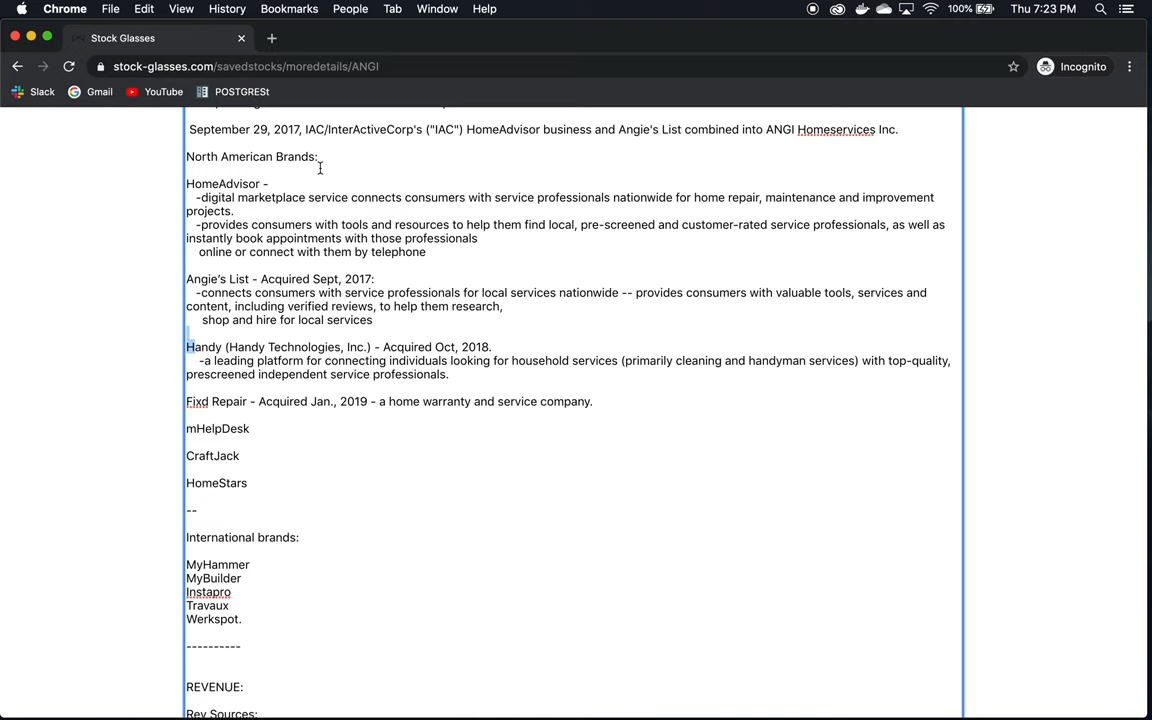 Chrome File Edit View History Bookmarks People Tab Window Help 100% Thu 7:23 PM
Stock Glasses
stock-glasses.com/savedstocks/moredetails/ANGI Incognito
Slack Gmail YouTube POSTGRESt
September 29, 2017, IAC/InterActiveCorp's ("IAC") HomeAdvisor business and Angie's List combined into ANGI Homeservices Inc.
North American Brands:
HomeAdvisor -
-digital marketplace service connects consumers with service professionals nationwide for home repair, maintenance and improvement
projects.
-provides consumers with tools and resources to help them find local, pre-screened and customer-rated service professionals, as well as
instantly book appointments with those professionals
online or connect with them by telephone
Angie's List - Acquired Sept, 2017:
-connects consumers with service professionals for local services nationwide -- provides consumers with valuable tools, services and
content, including verified reviews, to help them research,
shop and hire for local services
Handy (Handy Technologies, Inc.) - Acquired Oct, 2018.
-a leading platform for connecting individuals looking for household services (primarily cleaning and handyman services) with top-quality,
prescreened independent service professionals.
Fixd Repair - Acquired Jan., 2019 - a home warranty and service company.
mHelpDesk
CraftJack
HomeStars
--
International brands:
MyHammer
MyBuilder
Instapro
Travaux
Werkspot.
----------
REVENUE:
Rev Sources: